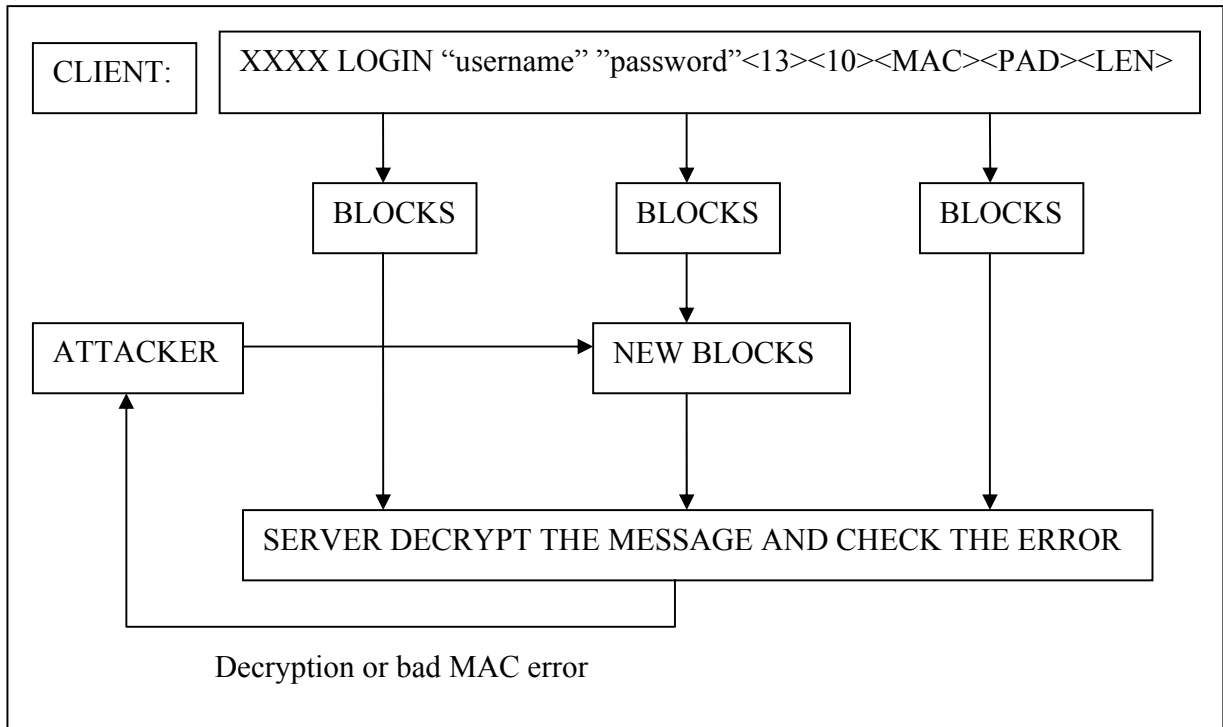 CLIENT:
XXXX LOGIN “username” ”password”<13><10><MAC><PAD><LEN>
BLOCKS
BLOCKS
BLOCKS
ATTACKER
NEW BLOCKS
SERVER DECRYPT THE MESSAGE AND CHECK THE ERROR
Decryption or bad MAC error